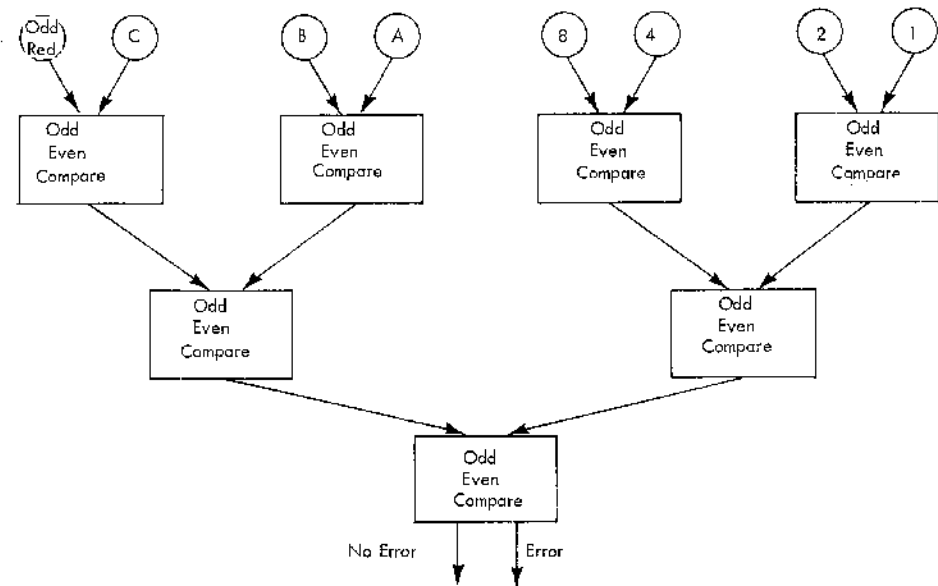 Odd
Red.
C
B
A
8
4
2
1
Odd
Even
Compare
Odd
Even
Compare
Odd
Even
Compare
Odd
Even
Compare
Odd
Even
Compare
Odd
Even
Compare
Odd
Even
Compare
No Error
Error